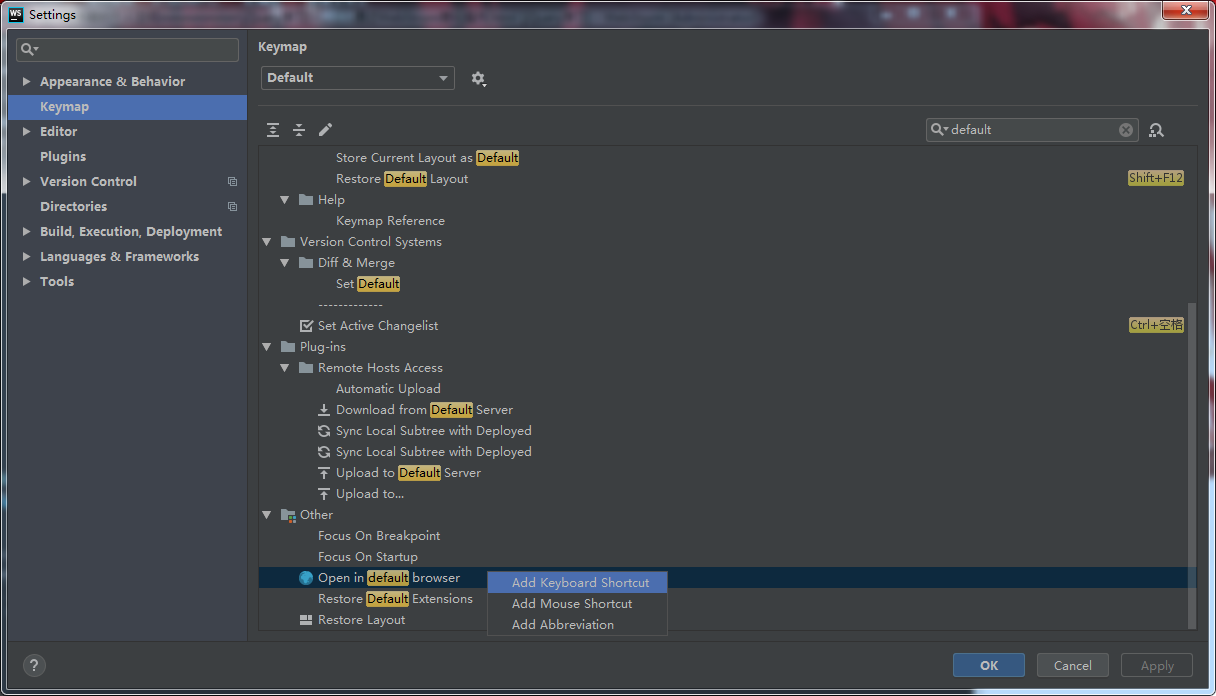 WS Settings
Keymap
Appearance & Behavior
Keymap
Editor
Plugins
Version Control
Directories
Build, Execution, Deployment
Languages & Frameworks
Tools
Default
default
Store Current Layout as Default
Restore Default Layout Shift+F12
Help
Keymap Reference
Version Control Systems
Diff & Merge
Set Default
-------------
Set Active Changelist Ctrl+空格
Plug-ins
Remote Hosts Access
Automatic Upload
Download from Default Server
Sync Local Subtree with Deployed
Sync Local Subtree with Deployed
Upload to Default Server
Upload to...
Other
Focus On Breakpoint
Focus On Startup
Open in default browser
Restore Default Extensions
Restore Layout
Add Keyboard Shortcut
Add Mouse Shortcut
Add Abbreviation
?
OK Cancel Apply